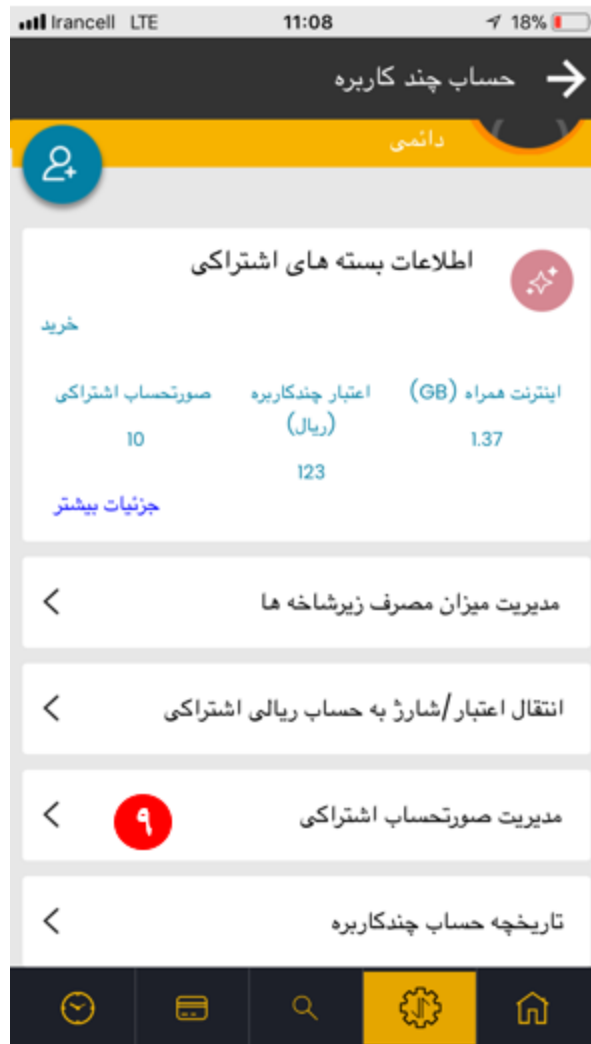 Irancell LTE 11:08 18%
حساب چند کاربره
دائمی
اطلاعات بسته های اشتراکی
خرید
اینترنت همراه (GB)
1.37
اعتبار چندکاربره
(ریال)
123
صورتحساب اشتراکی
10
جزئیات بیشتر
مدیریت میزان مصرف زیرشاخه ها
انتقال اعتبار/شارژ به حساب ریالی اشتراکی
مدیریت صورتحساب اشتراکی
۹
تاریخچه حساب چندکاربره